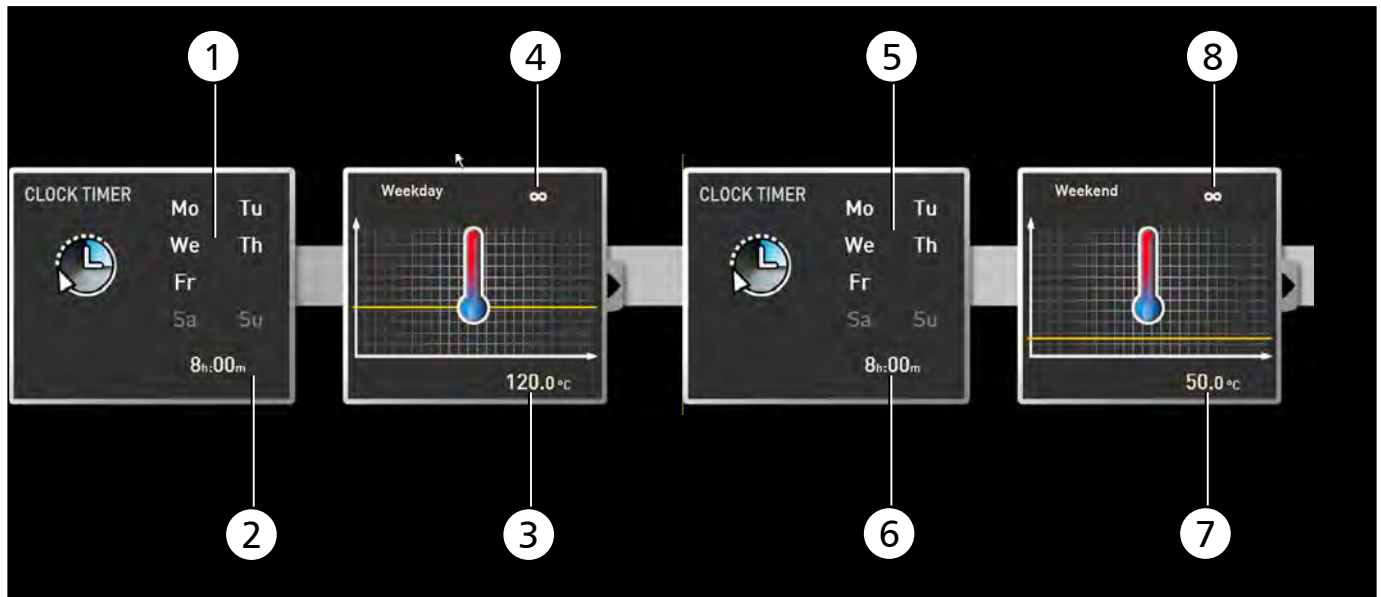 1
4
5
8
CLOCK TIMER
Mo Tu
We Th
Fr
Sa Su
8h:00m
Weekday ∞
120.0 °C
CLOCK TIMER
Mo Tu
We Th
Fr
Sa Su
8h:00m
Weekend ∞
50.0 °C
2
3
6
7